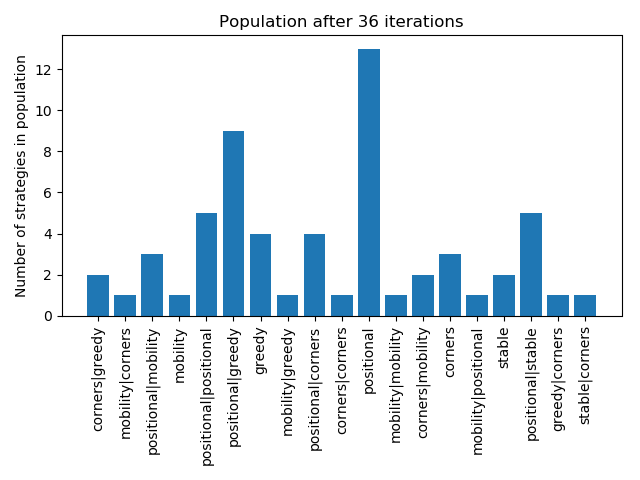 Population after 36 iterations
Number of strategies in population
12
10
8
6
4
2
0
corners|greedy
mobility|corners
positional|mobility
mobility
positional|positional
positional|greedy
greedy
mobility|greedy
positional|corners
corners|corners
positional
mobility|mobility
corners|mobility
corners
mobility|positional
stable
positional|stable
greedy|corners
stable|corners